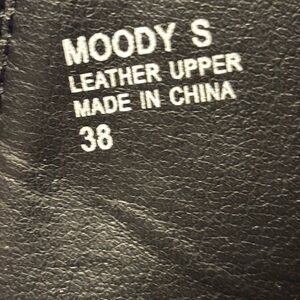 MOODY S
LEATHER UPPER
MADE IN CHINA
38